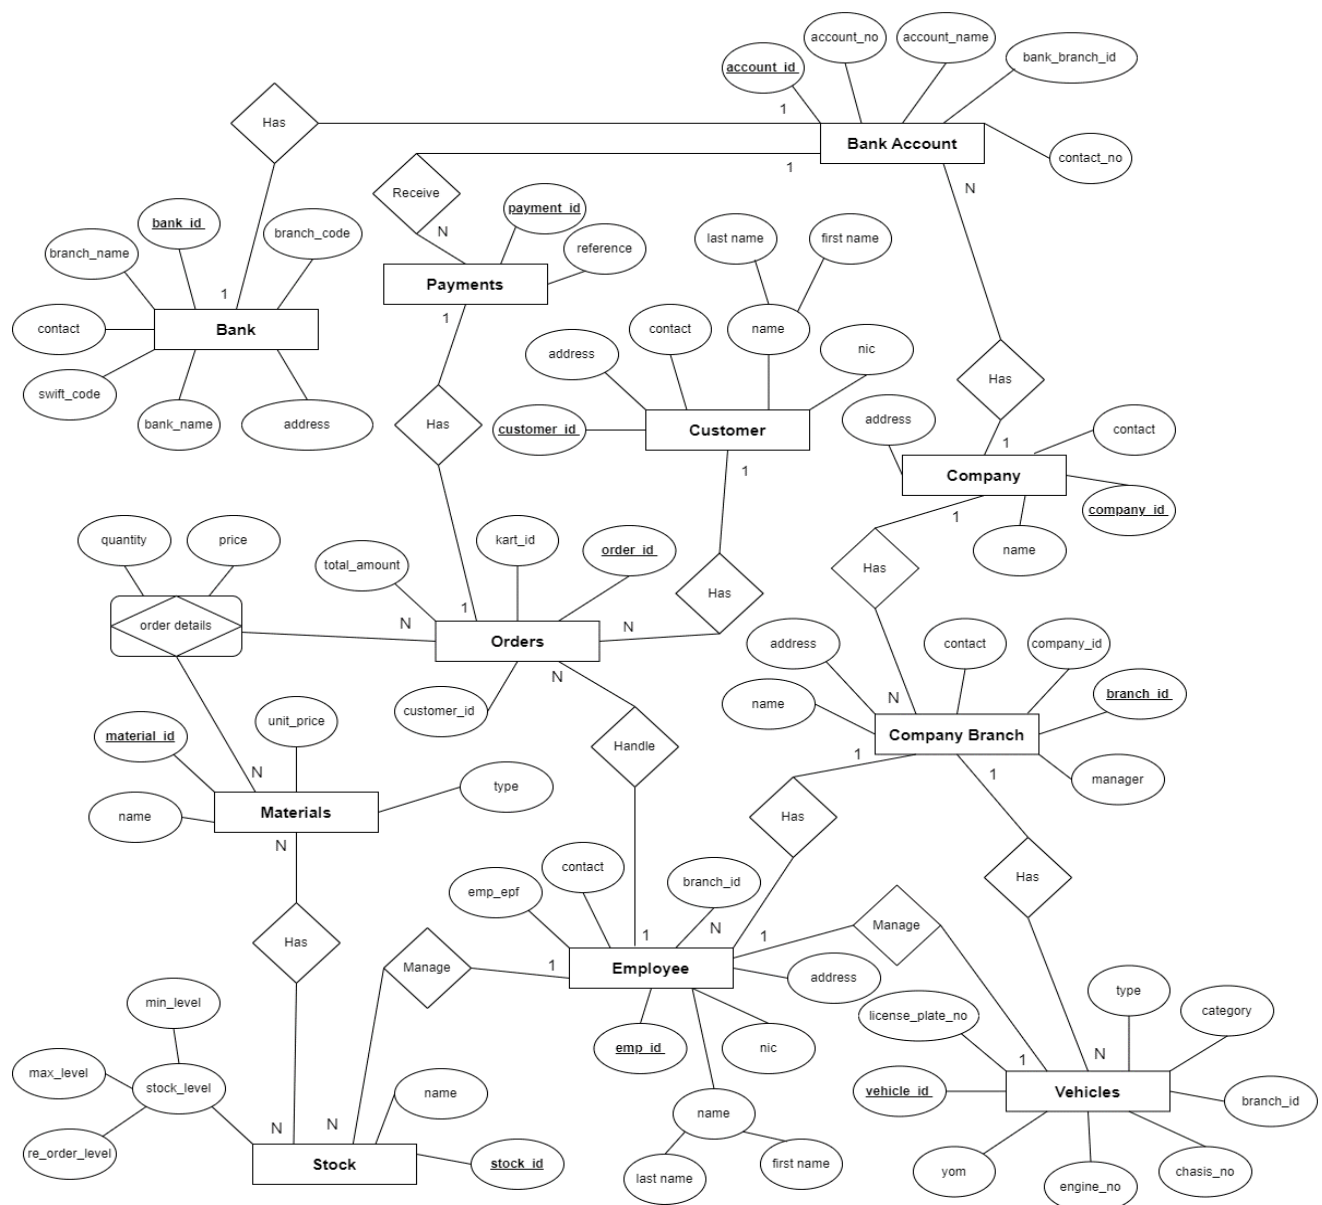 account_no
account_name
bank_branch_id
account_id
1
Has
Bank Account
1
contact_no
N
Receive
bank_id
branch_code
payment_id
last name
first name
branch_name
N
reference
Payments
1
1
Bank
contact
name
contact
nic
address
Has
swift_code
bank_name
address
Has
customer_id
Customer
address
contact
1
1
Company
company_id
1
quantity
price
kart_id
order_id
name
total_amount
Has
Has
1
order details
N
N
Orders
address
contact
company_id
N
branch_id
customer_id
N
name
unit_price
material_id
Company Branch
Handle
1
1
manager
N
type
name
Materials
Has
N
contact
branch_id
Has
emp_epf
N
1
1
Manage
Has
Manage
1
Employee
address
min_level
type
category
license_plate_no
emp_id
nic
N
1
max_level
stock_level
name
vehicle_id
Vehicles
branch_id
name
N
N
re_order_level
Stock
stock_id
first name
last name
yom
engine_no
chasis_no